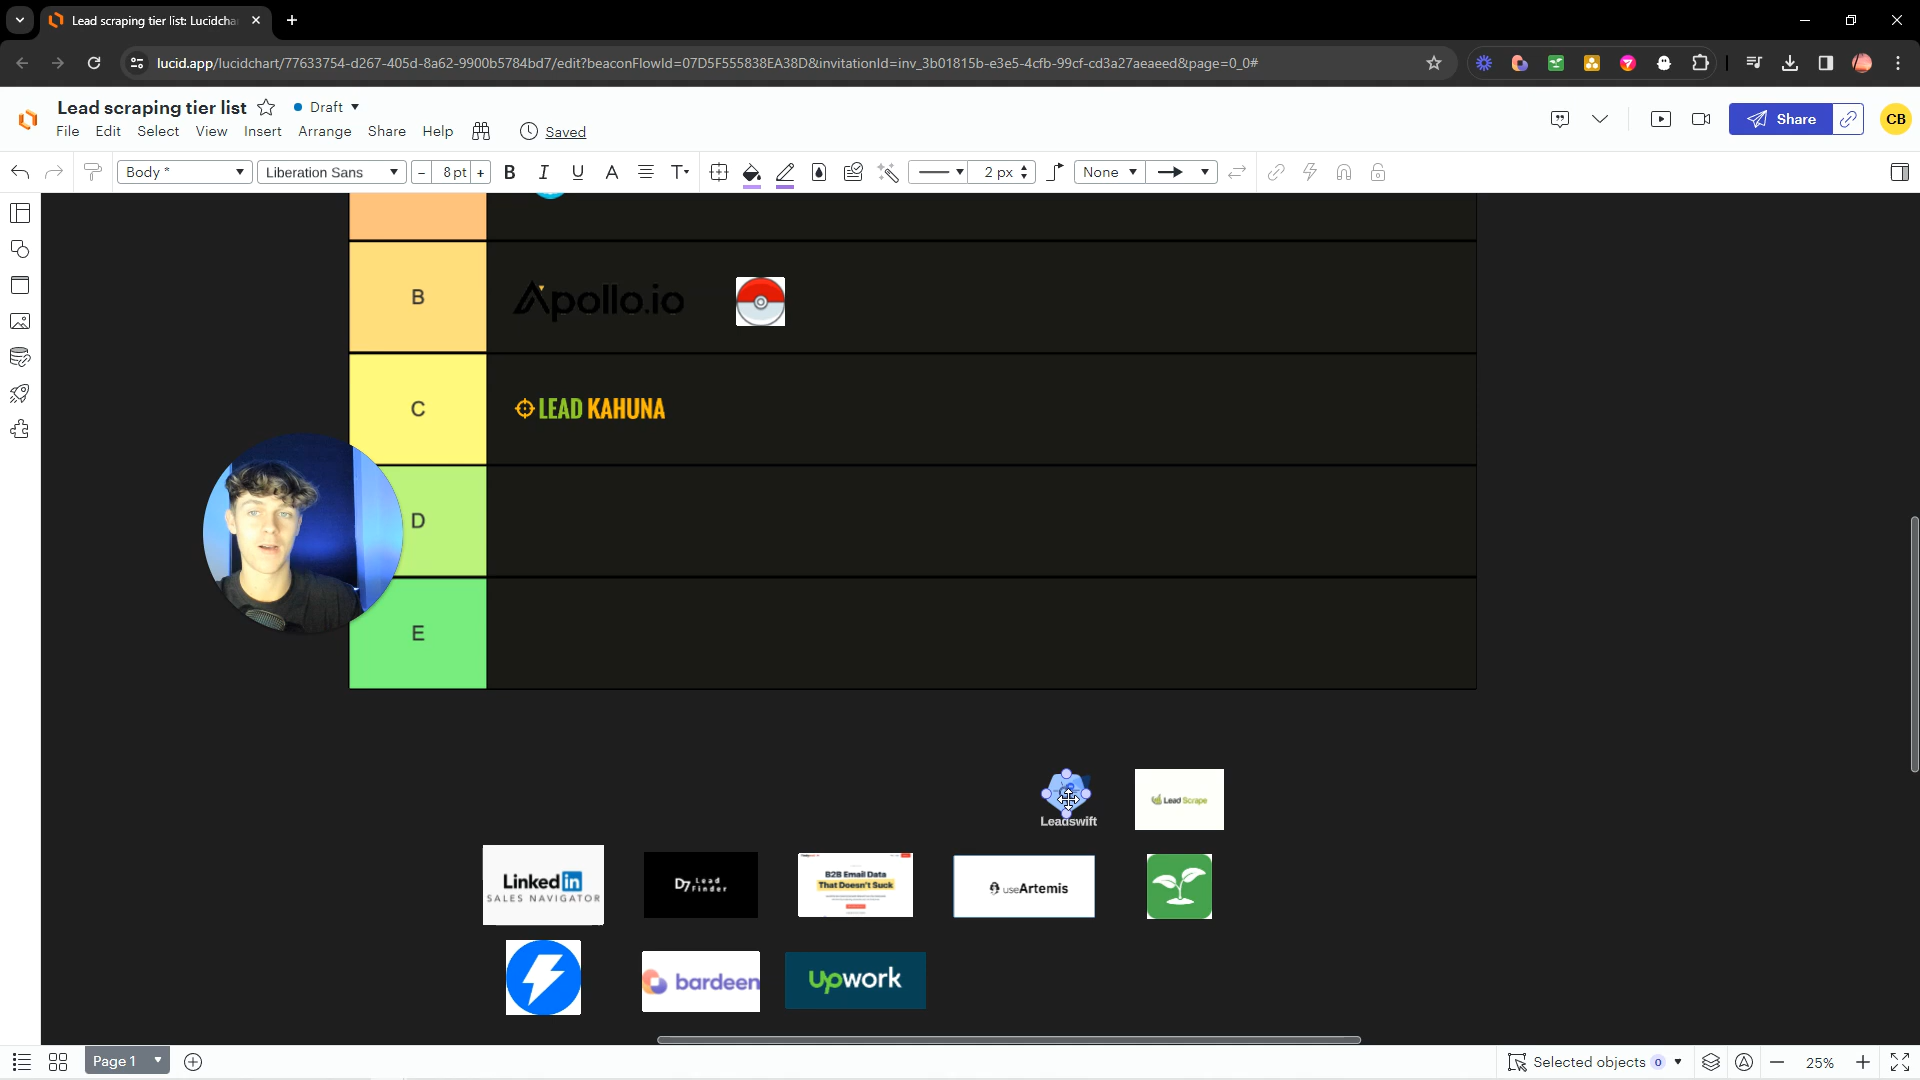 Lead scraping tier list: Lucidcha
lucid.app/lucidchart/77633754-d267-405d-8a62-9900b5784bd7/edit?beaconFlowId=07D5F555838EA38D&invitationId=inv_3b01815b-e3e5-4cfb-99cf-cd3a27aeaeed&page=0_0#
Lead scraping tier list
Draft
File Edit Select View Insert Arrange Share Help
Saved
Share
CB
Body *
Liberation Sans
- 8 pt +
B I U A T
2 px
None
B
Apollo.io
C
LEAD KAHUNA
D
E
Leadswift
Lead Scrape
Linked in
SALES NAVIGATOR
D7 Lead
Finder
B2B Email Data
That Doesn't Suck
useArtemis
bardeen
Upwork
Page 1
Selected objects 0
25%